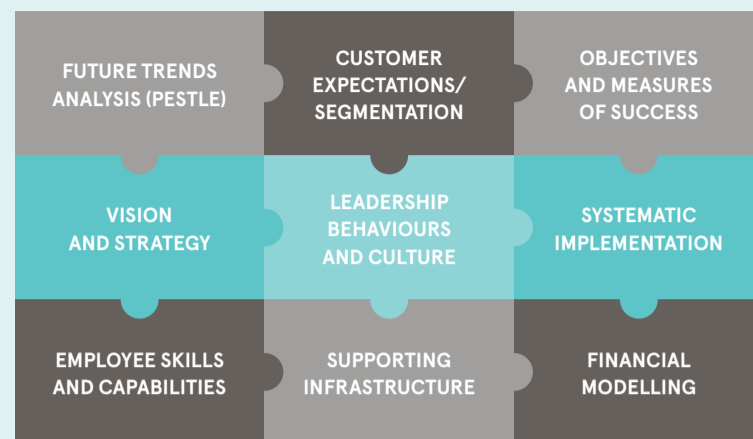 FUTURE TRENDS
ANALYSIS (PESTLE)
CUSTOMER
EXPECTATIONS/
SEGMENTATION
OBJECTIVES
AND MEASURES
OF SUCCESS
VISION
AND STRATEGY
LEADERSHIP
BEHAVIOURS
AND CULTURE
SYSTEMATIC
IMPLEMENTATION
EMPLOYEE SKILLS
AND CAPABILITIES
SUPPORTING
INFRASTRUCTURE
FINANCIAL
MODELLING